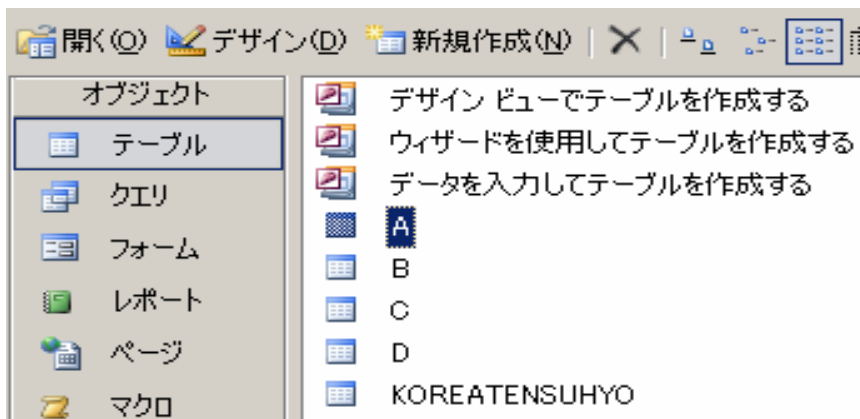 開く(O) デザイン(D) 新規作成(N)
オブジェクト
テーブル
クエリ
フォーム
レポート
ページ
マクロ
デザイン ビューでテーブルを作成する
ウィザードを使用してテーブルを作成する
データを入力してテーブルを作成する
A
B
C
D
KOREATENSUHYO